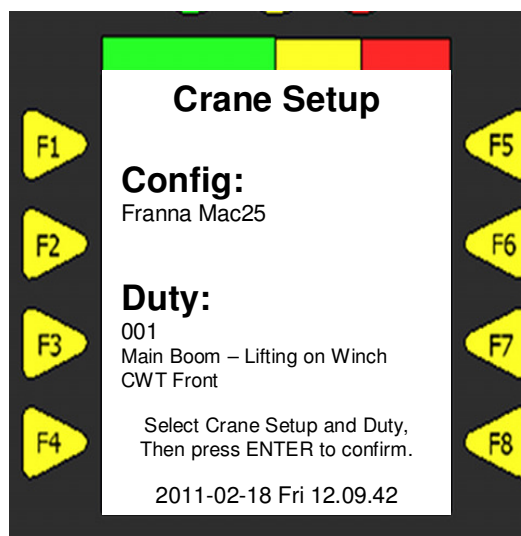 Crane Setup
F1
F5
Config:
Franna Mac25
F2
F6
Duty:
001
F3
F7
Main Boom – Lifting on Winch
CWT Front
Select Crane Setup and Duty,
F4
F8
Then press ENTER to confirm.
2011-02-18 Fri 12.09.42